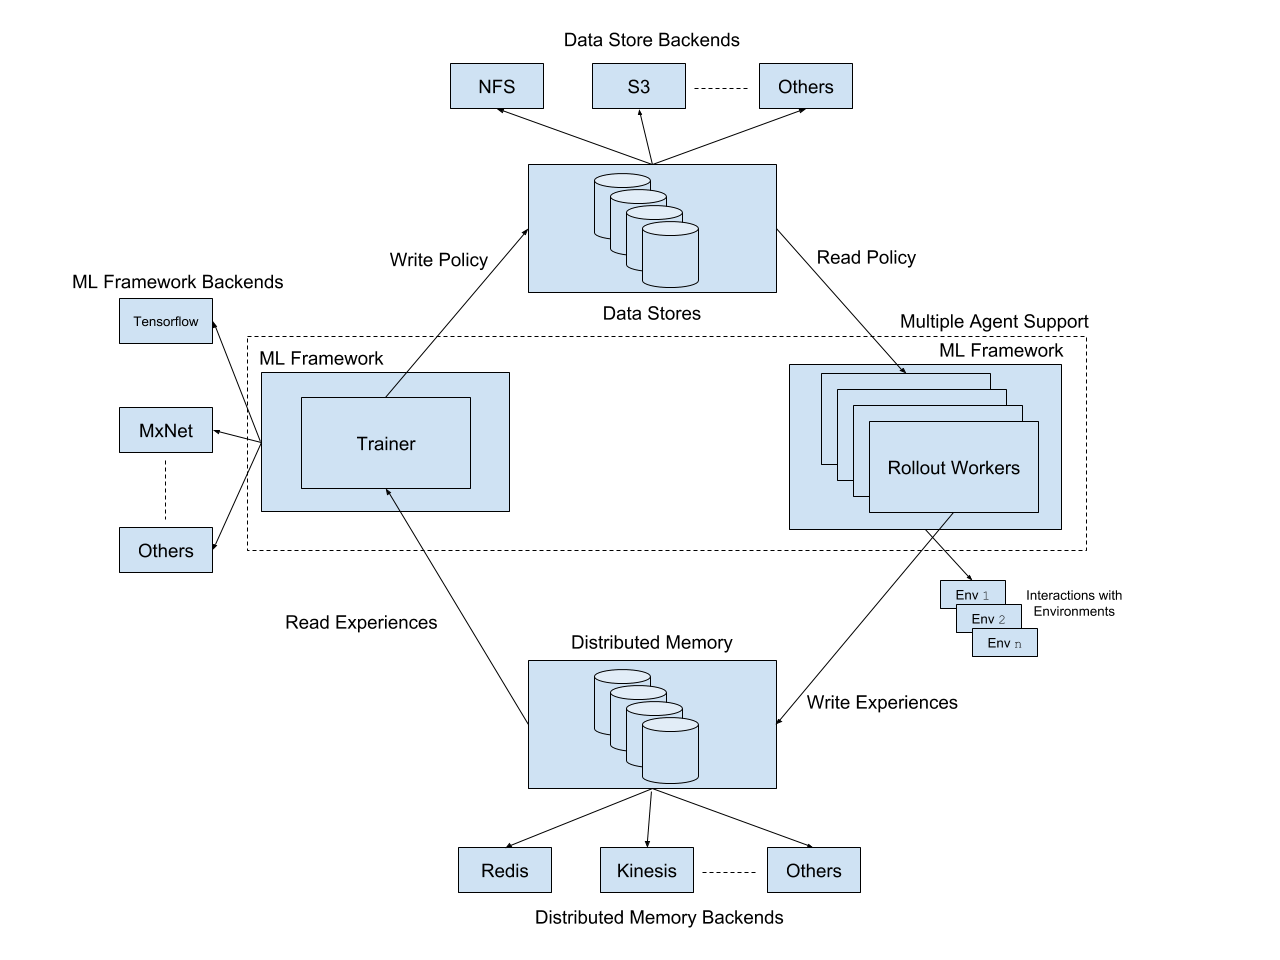 Data Store Backends
NFS
S3
Others
Write Policy
Read Policy
ML Framework Backends
Tensorflow
Data Stores
Multiple Agent Support
ML Framework
ML Framework
MxNet
Trainer
Rollout Workers
Others
Env 1
Env 2
Env n
Interactions with
Environments
Read Experiences
Distributed Memory
Write Experiences
Redis
Kinesis
Others
Distributed Memory Backends